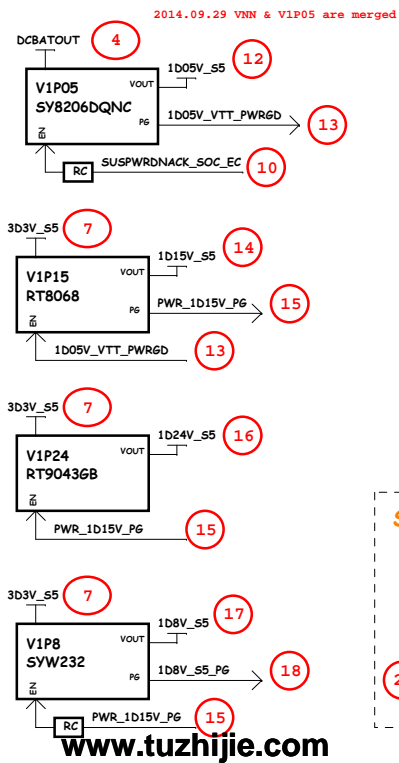 2014.09.29 VNN & V1P05 are merged
DCBATOUT
4
V1P05
SY8206DQNC
VOUT
1D05V_S5
12
PG
1D05V_VTT_PWRGD
13
EN
RC
SUSPWRDNACK_SOC_EC
10
3D3V_S5
7
V1P15
RT8068
VOUT
1D15V_S5
14
PG
PWR_1D15V_PG
15
EN
1D05V_VTT_PWRGD
13
3D3V_S5
7
V1P24
RT9043GB
VOUT
1D24V_S5
16
EN
PWR_1D15V_PG
15
S
3D3V_S5
7
V1P8
SYW232
VOUT
1D8V_S5
17
PG
1D8V_S5_PG
18
2
EN
RC
PWR_1D15V_PG
15
www.tuzhijie.com